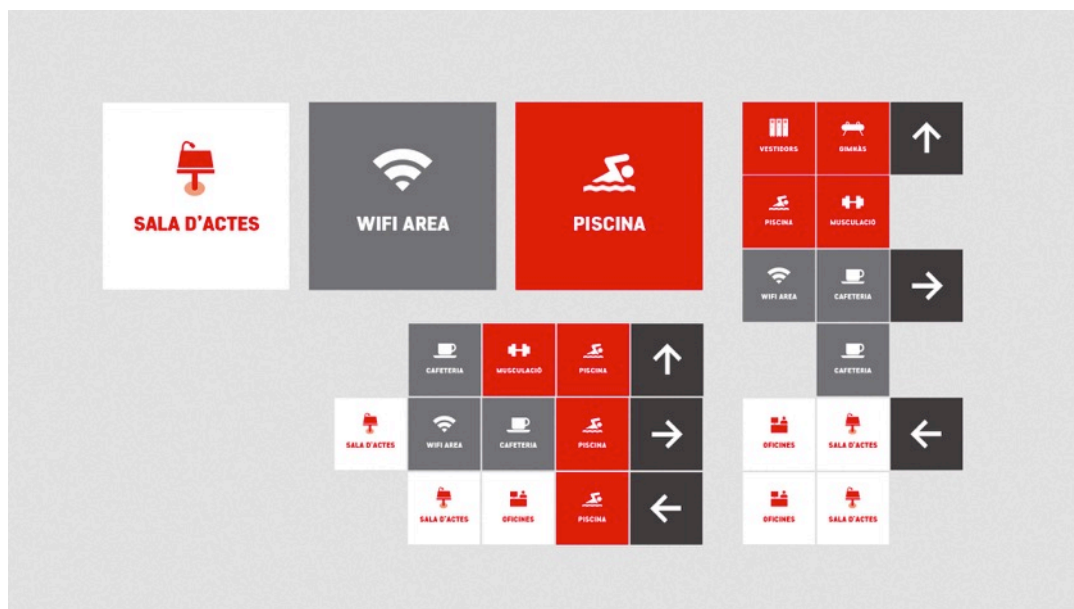 SALA D'ACTES
WIFI AREA
PISCINA
VESTIDORS
GIMNÀS
PISCINA
MUSCULACIÓ
WIFI AREA
CAFETERIA
CAFETERIA
OFICINES
SALA D'ACTES
OFICINES
SALA D'ACTES
CAFETERIA
MUSCULACIÓ
PISCINA
SALA D'ACTES
WIFI AREA
CAFETERIA
PISCINA
SALA D'ACTES
OFICINES
PISCINA